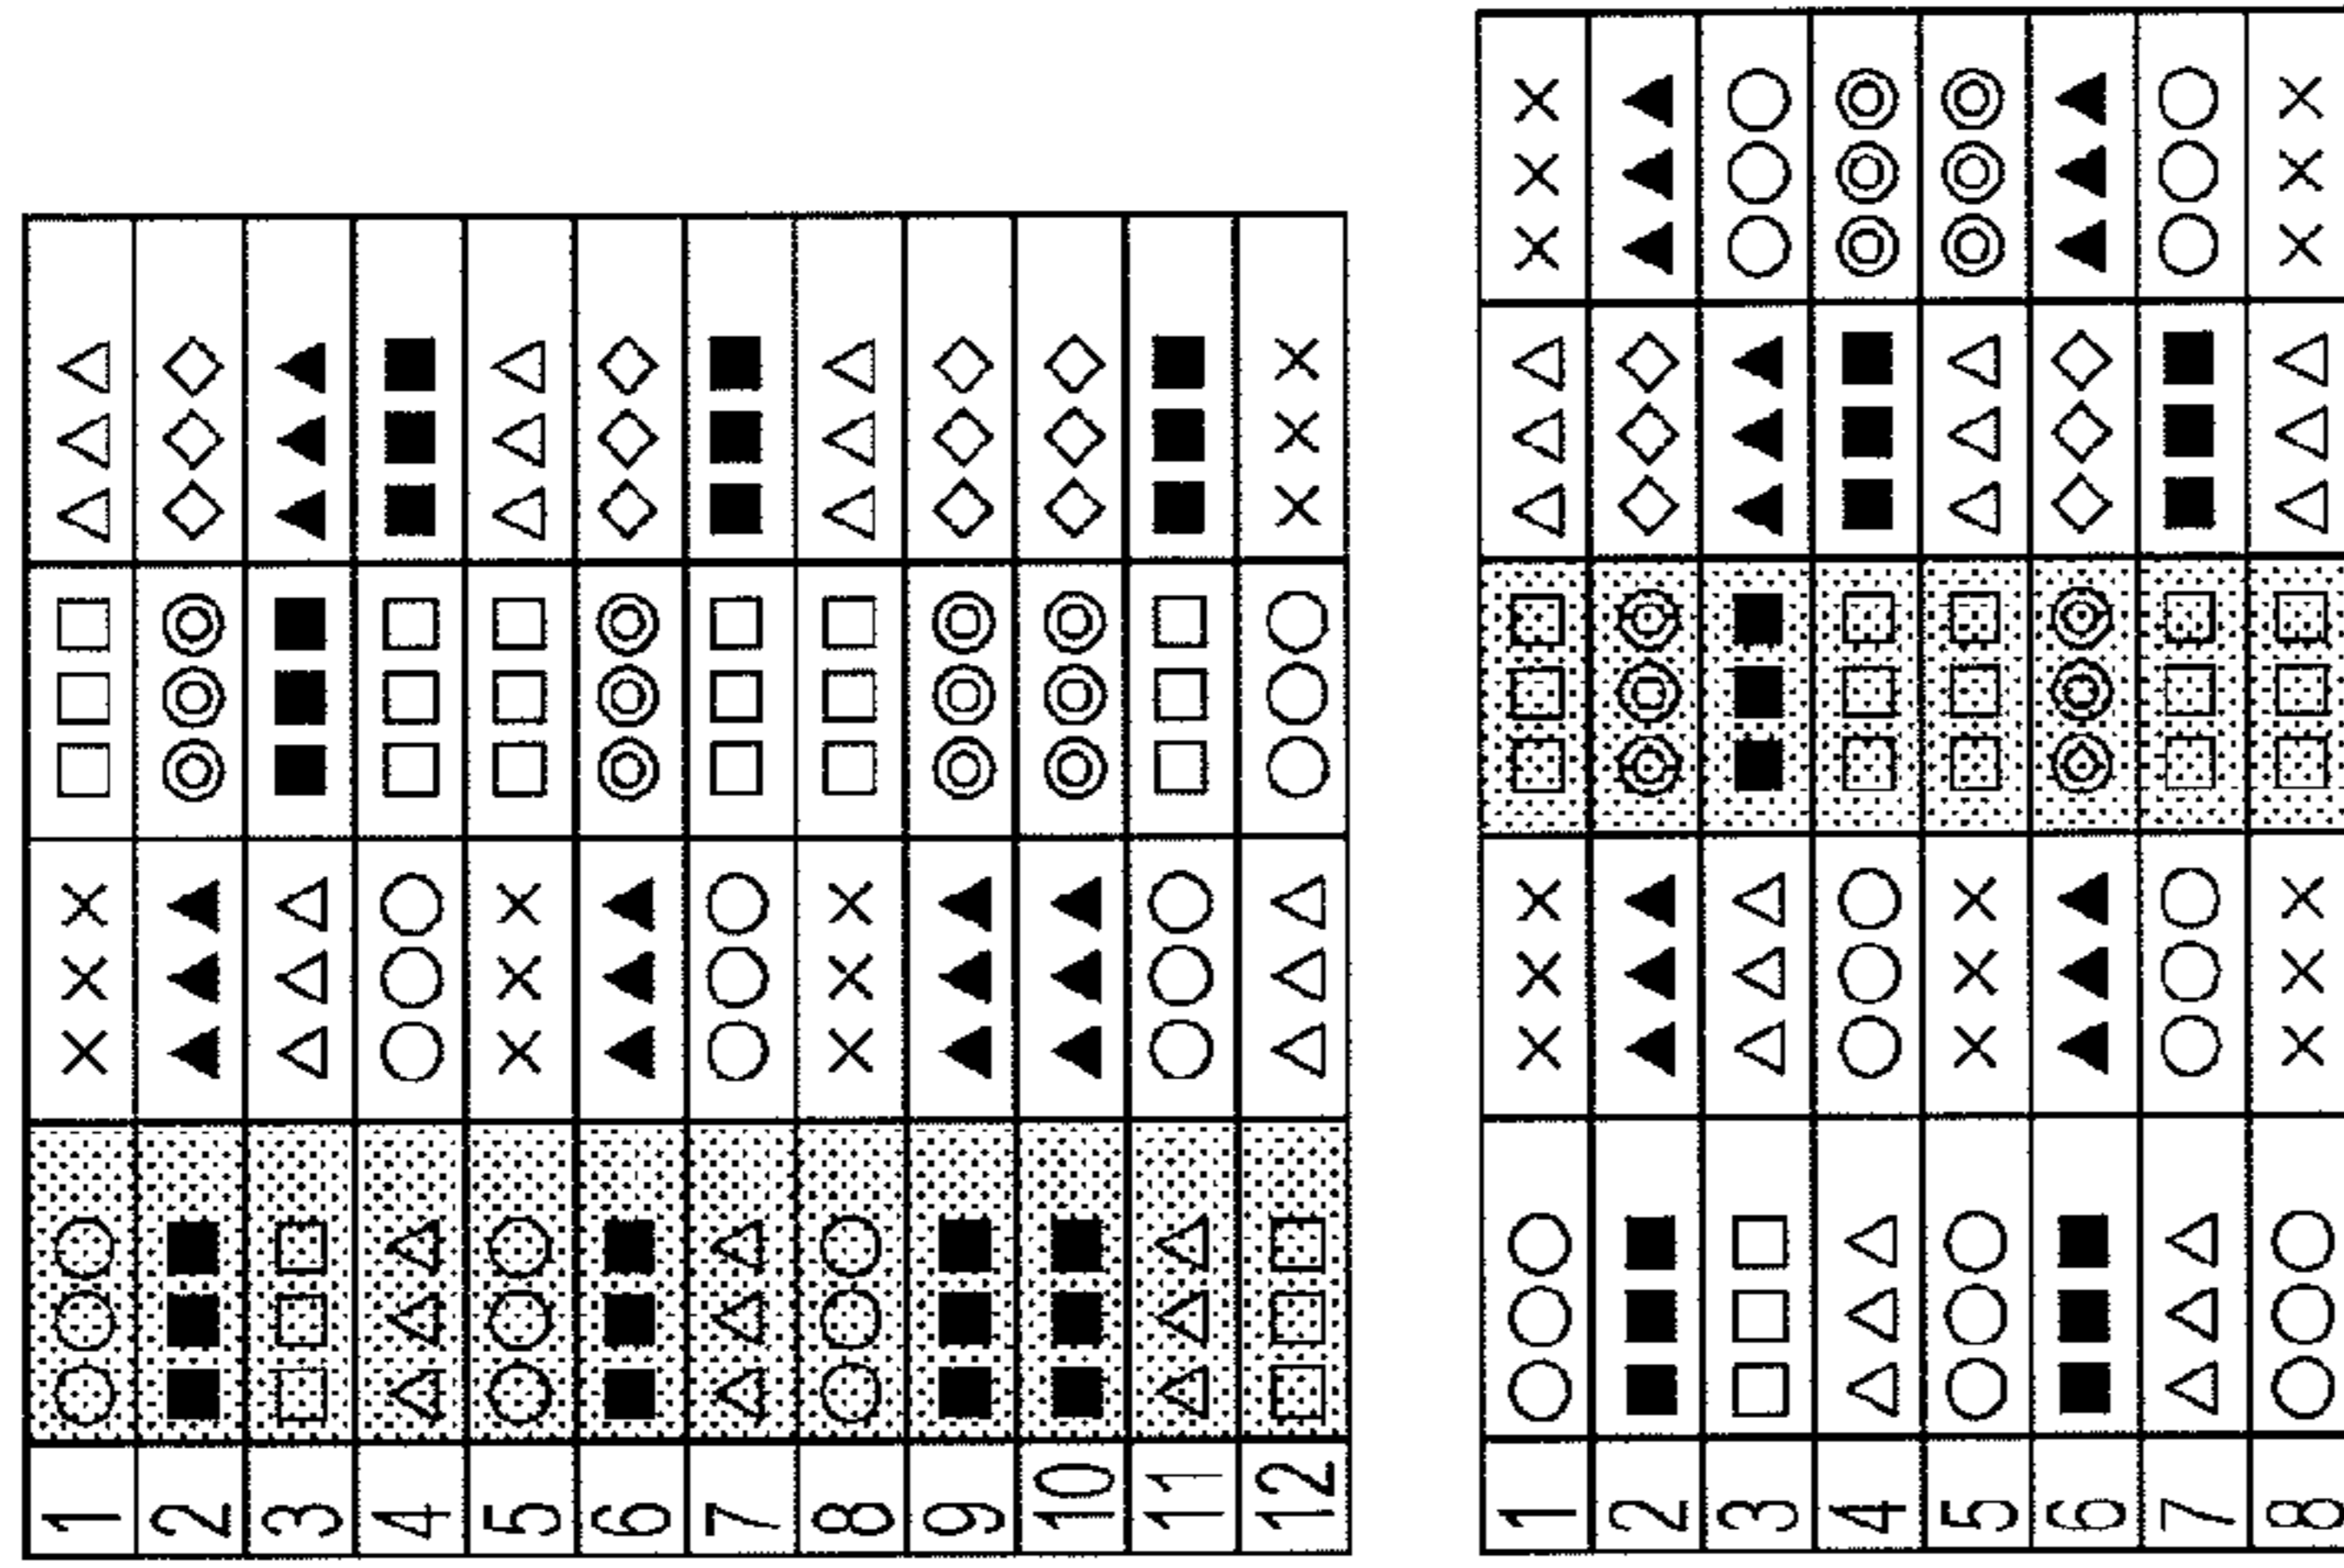 1 ○○○ ××× □□□ △△△
2 ■■■ ▲▲▲ ◎◎◎ ◇◇◇
3 □□□ △△△ ■■■ ▲▲▲
4 △△△ ○○○ □□□ ■■■
5 ○○○ ××× □□□ △△△
6 ■■■ ▲▲▲ ◎◎◎ ◇◇◇
7 △△△ ○○○ □□□ ■■■
8 ○○○ ××× □□□ △△△
9 ■■■ ▲▲▲ ◎◎◎ ◇◇◇
10 ■■■ ▲▲▲ ◎◎◎ ◇◇◇
11 △△△ ○○○ □□□ ■■■
12 □□□ △△△ ○○○ ×××
1 ○○○ ××× □□□ △△△ ×××
2 ■■■ ▲▲▲ ◎◎◎ ◇◇◇ ▲▲▲
3 □□□ △△△ ■■■ ▲▲▲ ○○○
4 △△△ ○○○ □□□ ■■■ ◎◎◎
5 ○○○ ××× □□□ △△△ ◎◎◎
6 ■■■ ▲▲▲ ◎◎◎ ◇◇◇ ▲▲▲
7 △△△ ○○○ □□□ ■■■ ○○○
8 ○○○ ××× □□□ △△△ ×××